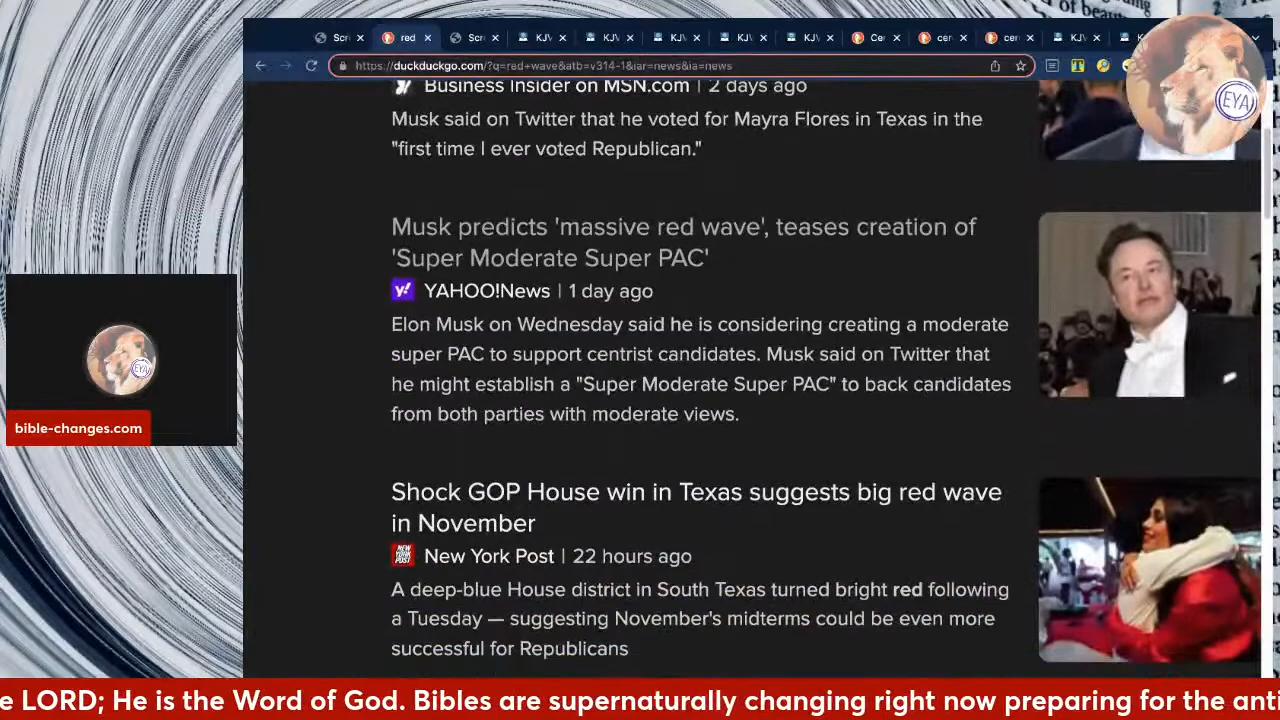 of beau
Scr
red
Scr
KJV
KJV
KJV
KJV
KJV
Cer
cer
cer
KJV
K
https://duckduckgo.com/?q=red+wave&atb=v314-1&iar=news&ia=news
EYA
Business Insider on MSN.com | 2 days ago
Musk said on Twitter that he voted for Mayra Flores in Texas in the
"first time I ever voted Republican."
Musk predicts 'massive red wave', teases creation of
'Super Moderate Super PAC'
y! YAHOO!News | 1 day ago
Elon Musk on Wednesday said he is considering creating a moderate
super PAC to support centrist candidates. Musk said on Twitter that
he might establish a "Super Moderate Super PAC" to back candidates
from both parties with moderate views.
EYA
bible-changes.com
Shock GOP House win in Texas suggests big red wave
in November
NEW YORK POST New York Post | 22 hours ago
A deep-blue House district in South Texas turned bright red following
a Tuesday — suggesting November's midterms could be even more
successful for Republicans
e LORD; He is the Word of God. Bibles are supernaturally changing right now preparing for the anti